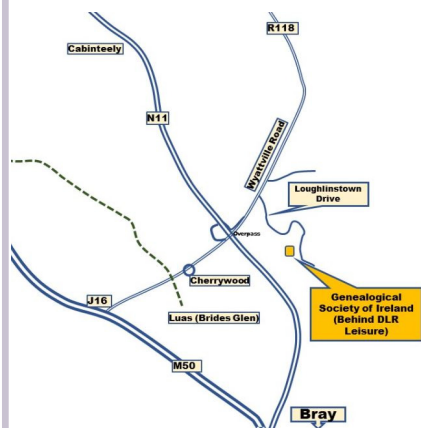 R118
Cabinteely
N11
Wyattville Road
Loughlinstown
Drive
Overpass
Cherrywood
J16
Luas (Brides Glen)
Genealogical
Society of Ireland
(Behind DLR
Leisure)
M50
Bray